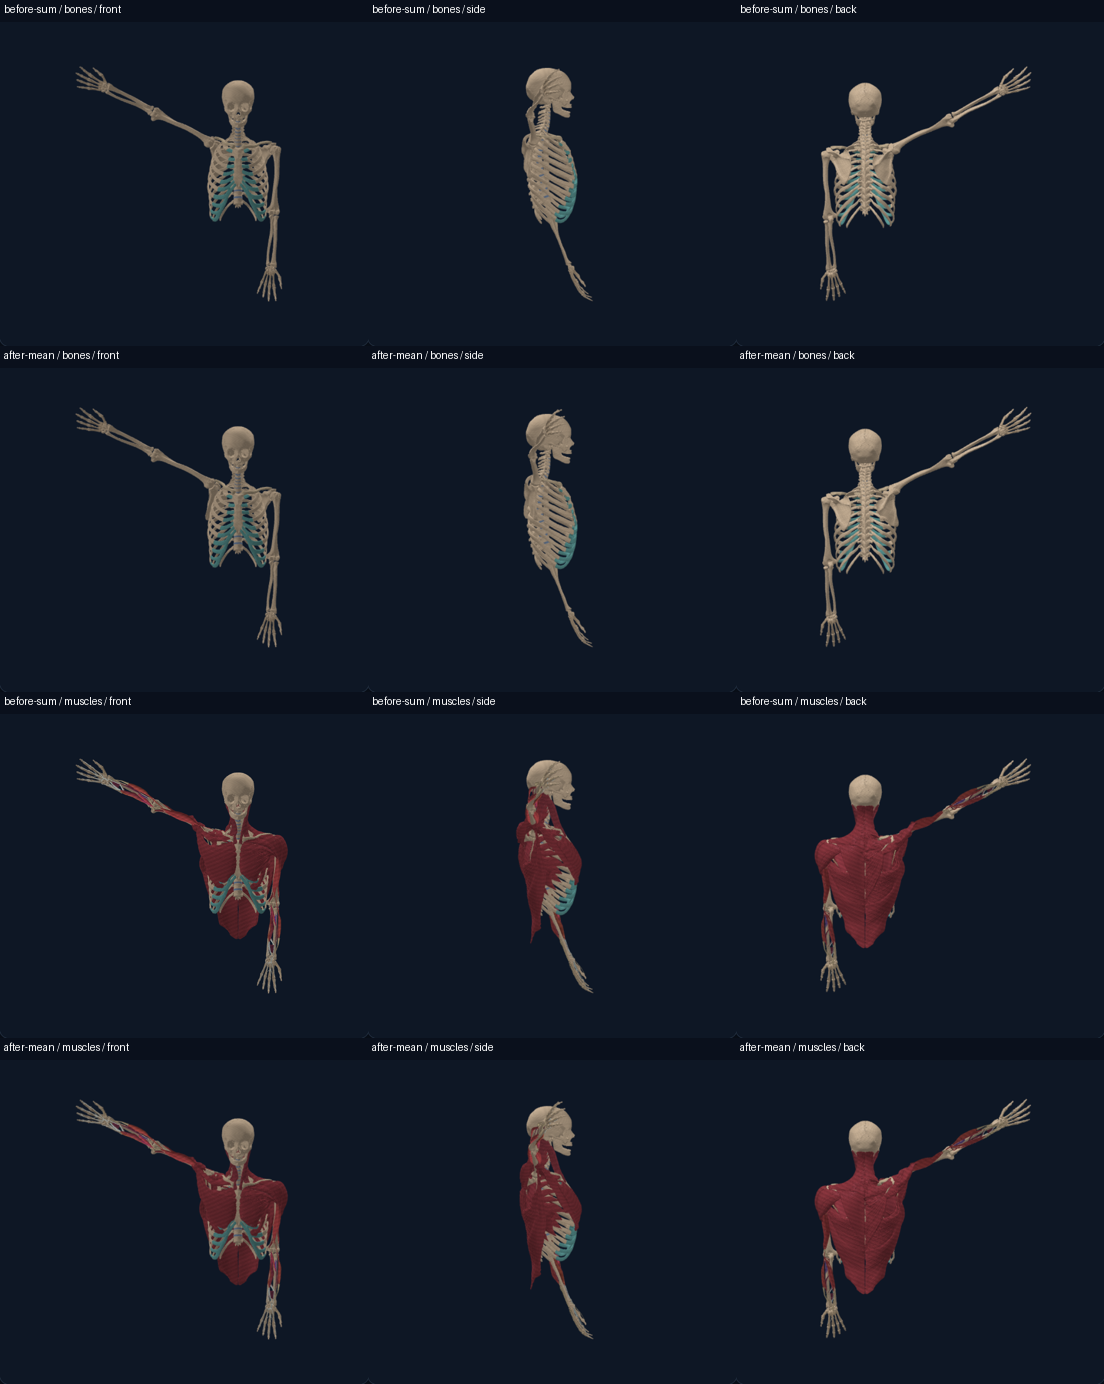 before-sum / bones / front
before-sum / bones / side
before-sum / bones / back
after-mean / bones / front
after-mean / bones / side
after-mean / bones / back
before-sum / muscles / front
before-sum / muscles / side
before-sum / muscles / back
after-mean / muscles / front
after-mean / muscles / side
after-mean / muscles / back